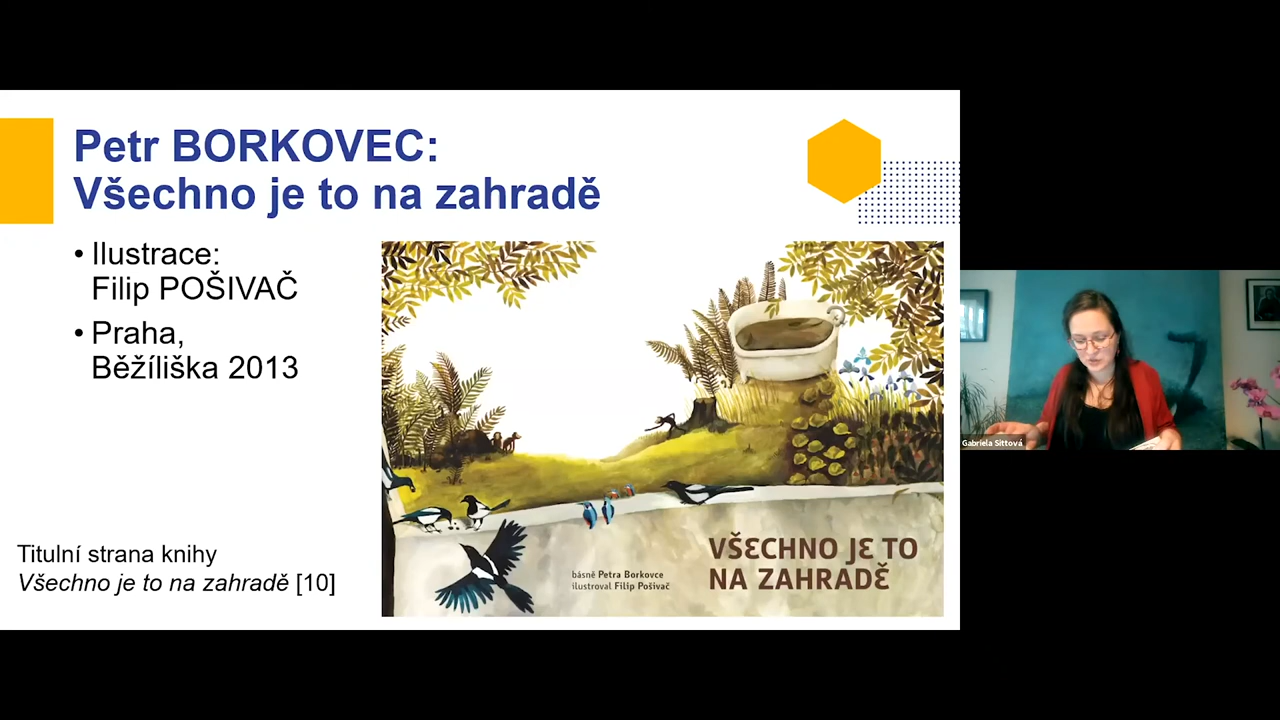 Petr BORKOVEC:
Všechno je to na zahradě
• Ilustrace:
Filip POŠIVAČ
• Praha,
Běžíliška 2013
Titulní strana knihy
Všechno je to na zahradě [10]
básně Petra Borkovce
ilustroval Filip Pošivač
VŠECHNO JE TO
NA ZAHRADĚ
Gabriela Sittová